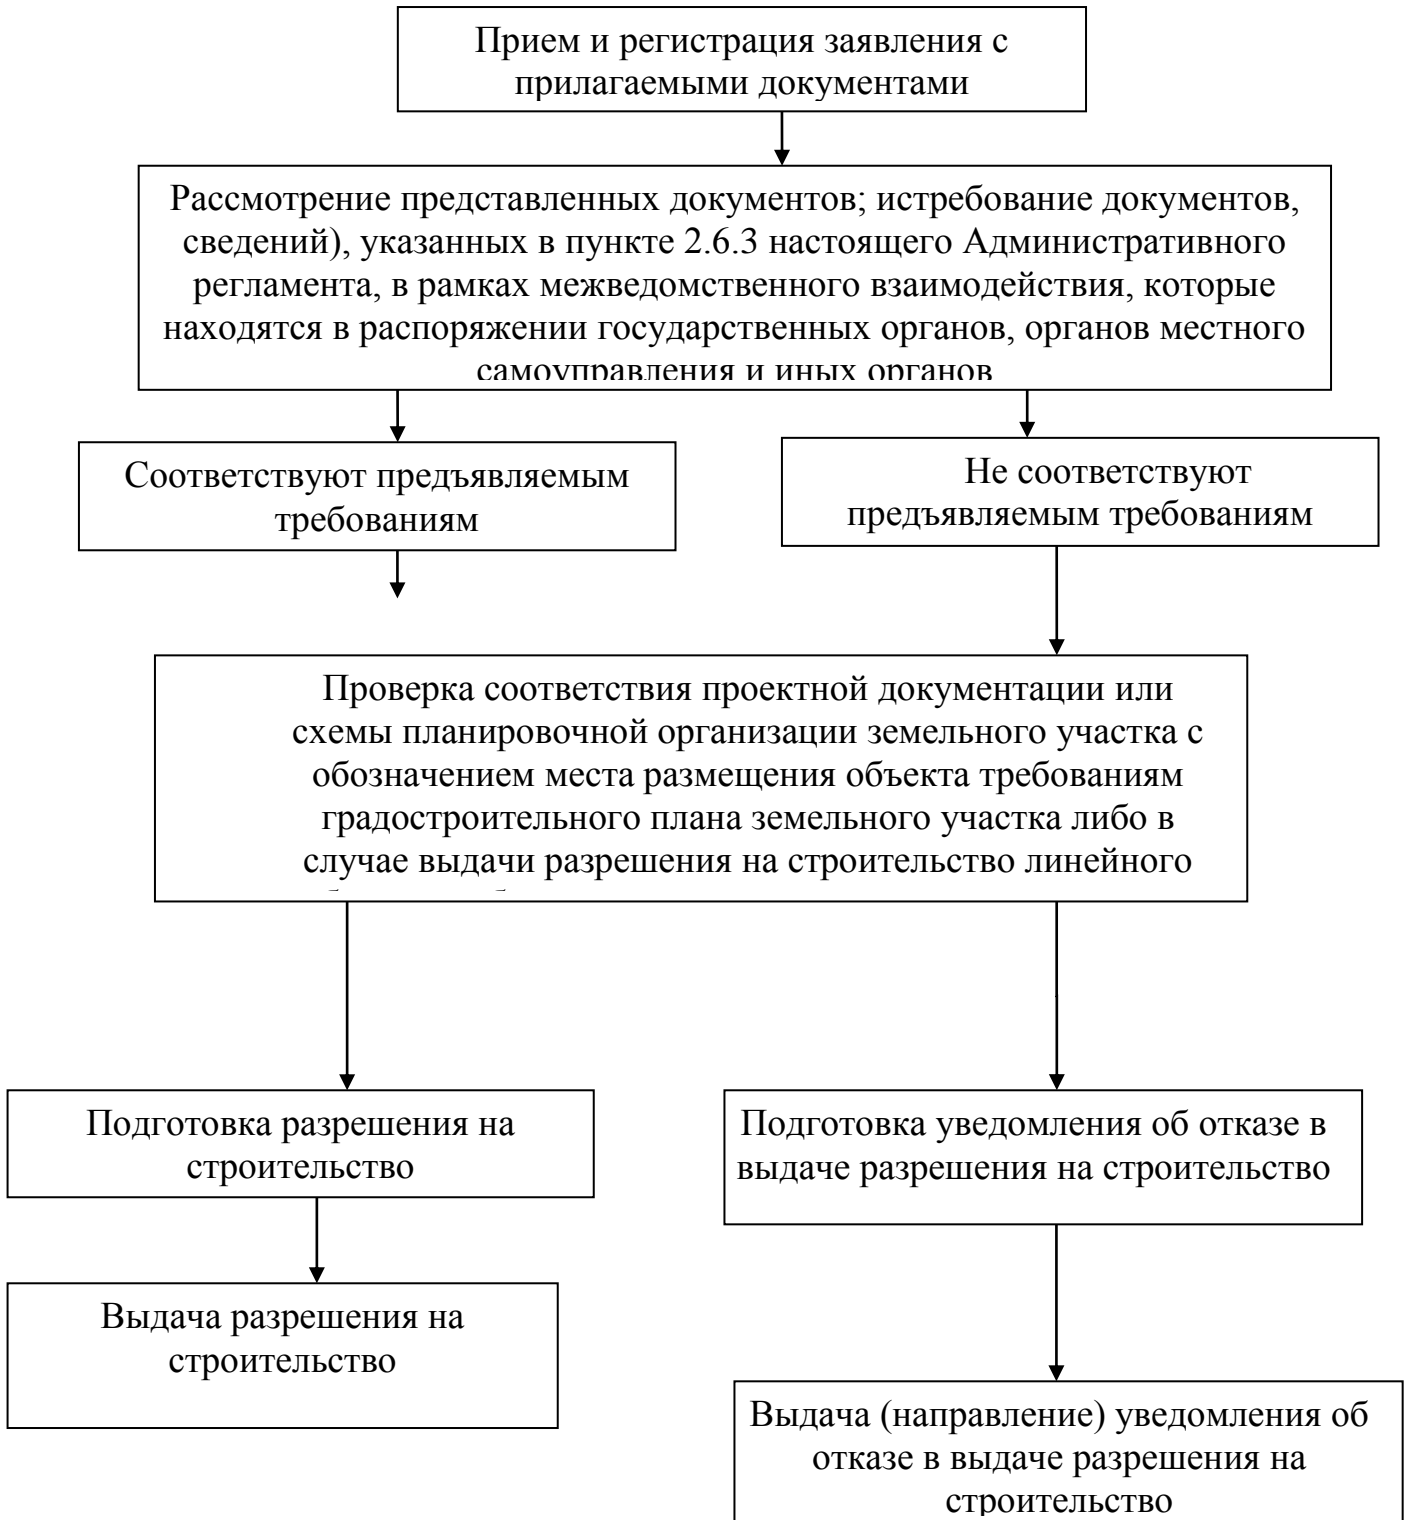 Прием и регистрация заявления с
прилагаемыми документами
Рассмотрение представленных документов; истребование документов,
сведений), указанных в пункте 2.6.3 настоящего Административного
регламента, в рамках межведомственного взаимодействия, которые
находятся в распоряжении государственных органов, органов местного
самоуправления и иных органов
Соответствуют предъявляемым
требованиям
Не соответствуют
предъявляемым требованиям
Проверка соответствия проектной документации или
схемы планировочной организации земельного участка с
обозначением места размещения объекта требованиям
градостроительного плана земельного участка либо в
случае выдачи разрешения на строительство линейного
Подготовка разрешения на
строительство
Подготовка уведомления об отказе в
выдаче разрешения на строительство
Выдача разрешения на
строительство
Выдача (направление) уведомления об
отказе в выдаче разрешения на
строительство